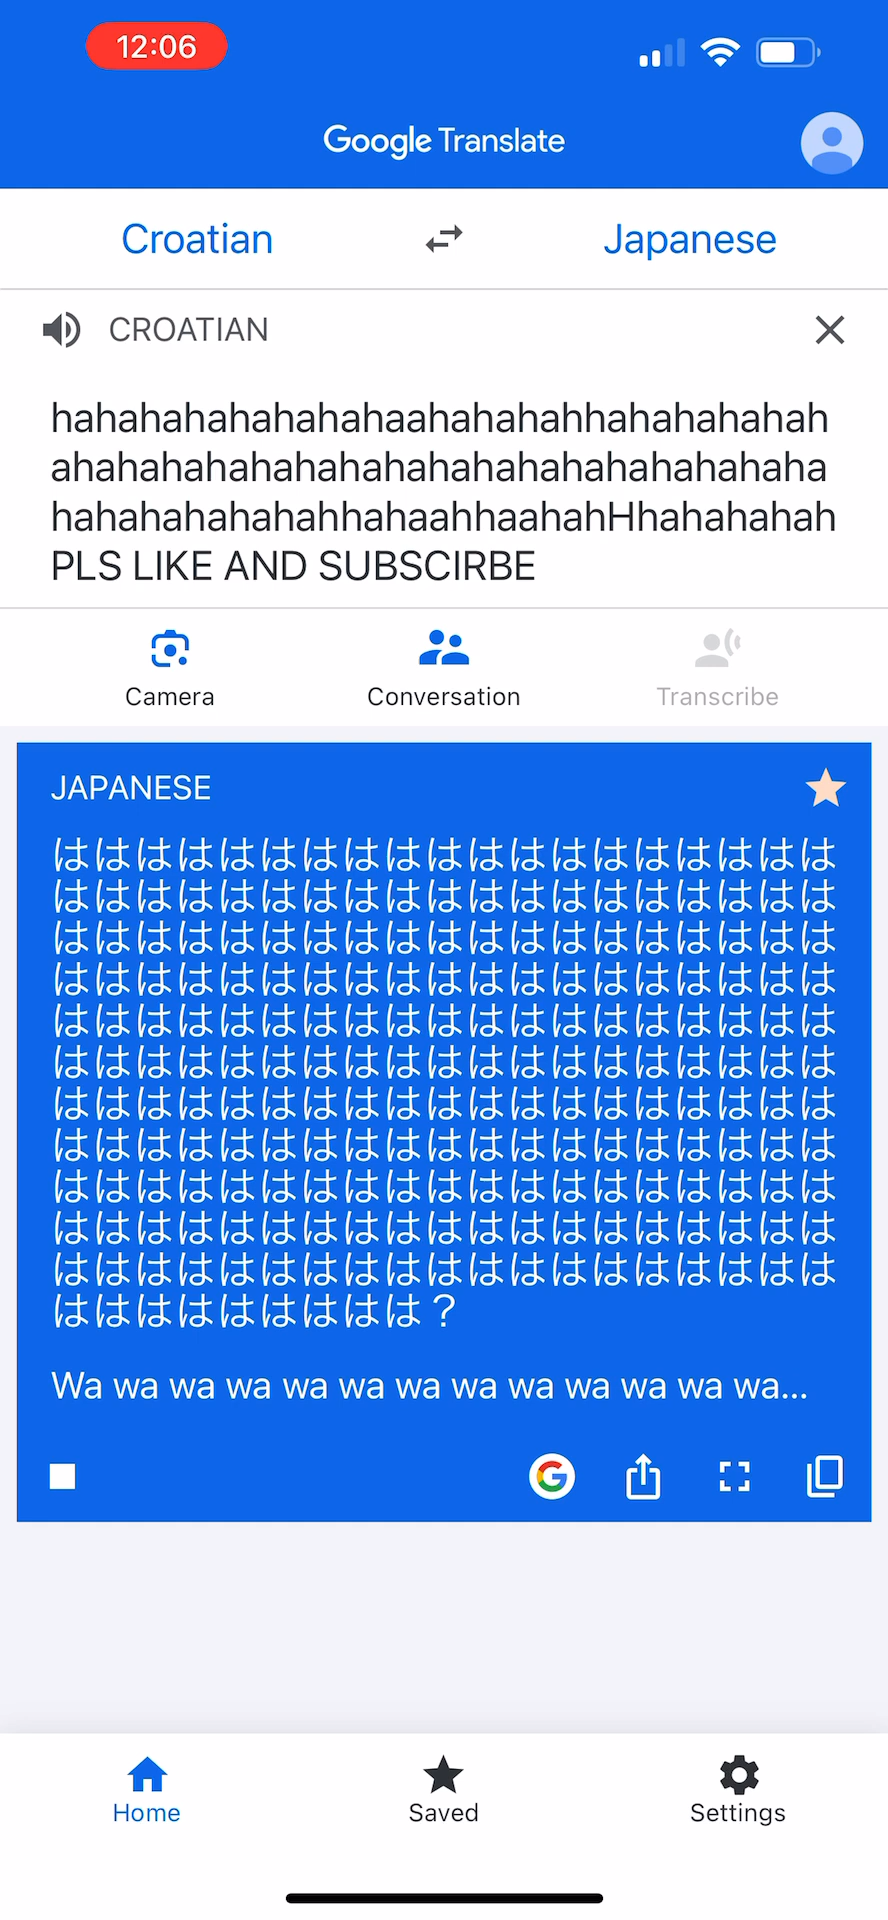 12:06
Google Translate
Croatian
Japanese
CROATIAN
hahahahahahahahaahahahahhahahahahah
ahahahahahahahahahahahahahahahahaha
hahahahahahahhahaahhaahahHhahahahah
PLS LIKE AND SUBSCIRBE
Camera
Conversation
Transcribe
JAPANESE
ははははははははははははははははははは
ははははははははははははははははははは
ははははははははははははははははははは
ははははははははははははははははははは
ははははははははははははははははははは
ははははははははははははははははははは
ははははははははははははははははははは
ははははははははははははははははははは
ははははははははははははははははははは
ははははははははははははははははははは
ははははははははははははははははははは
ははははははははは？
Wa wa wa wa wa wa wa wa wa wa wa wa wa...
Home
Saved
Settings